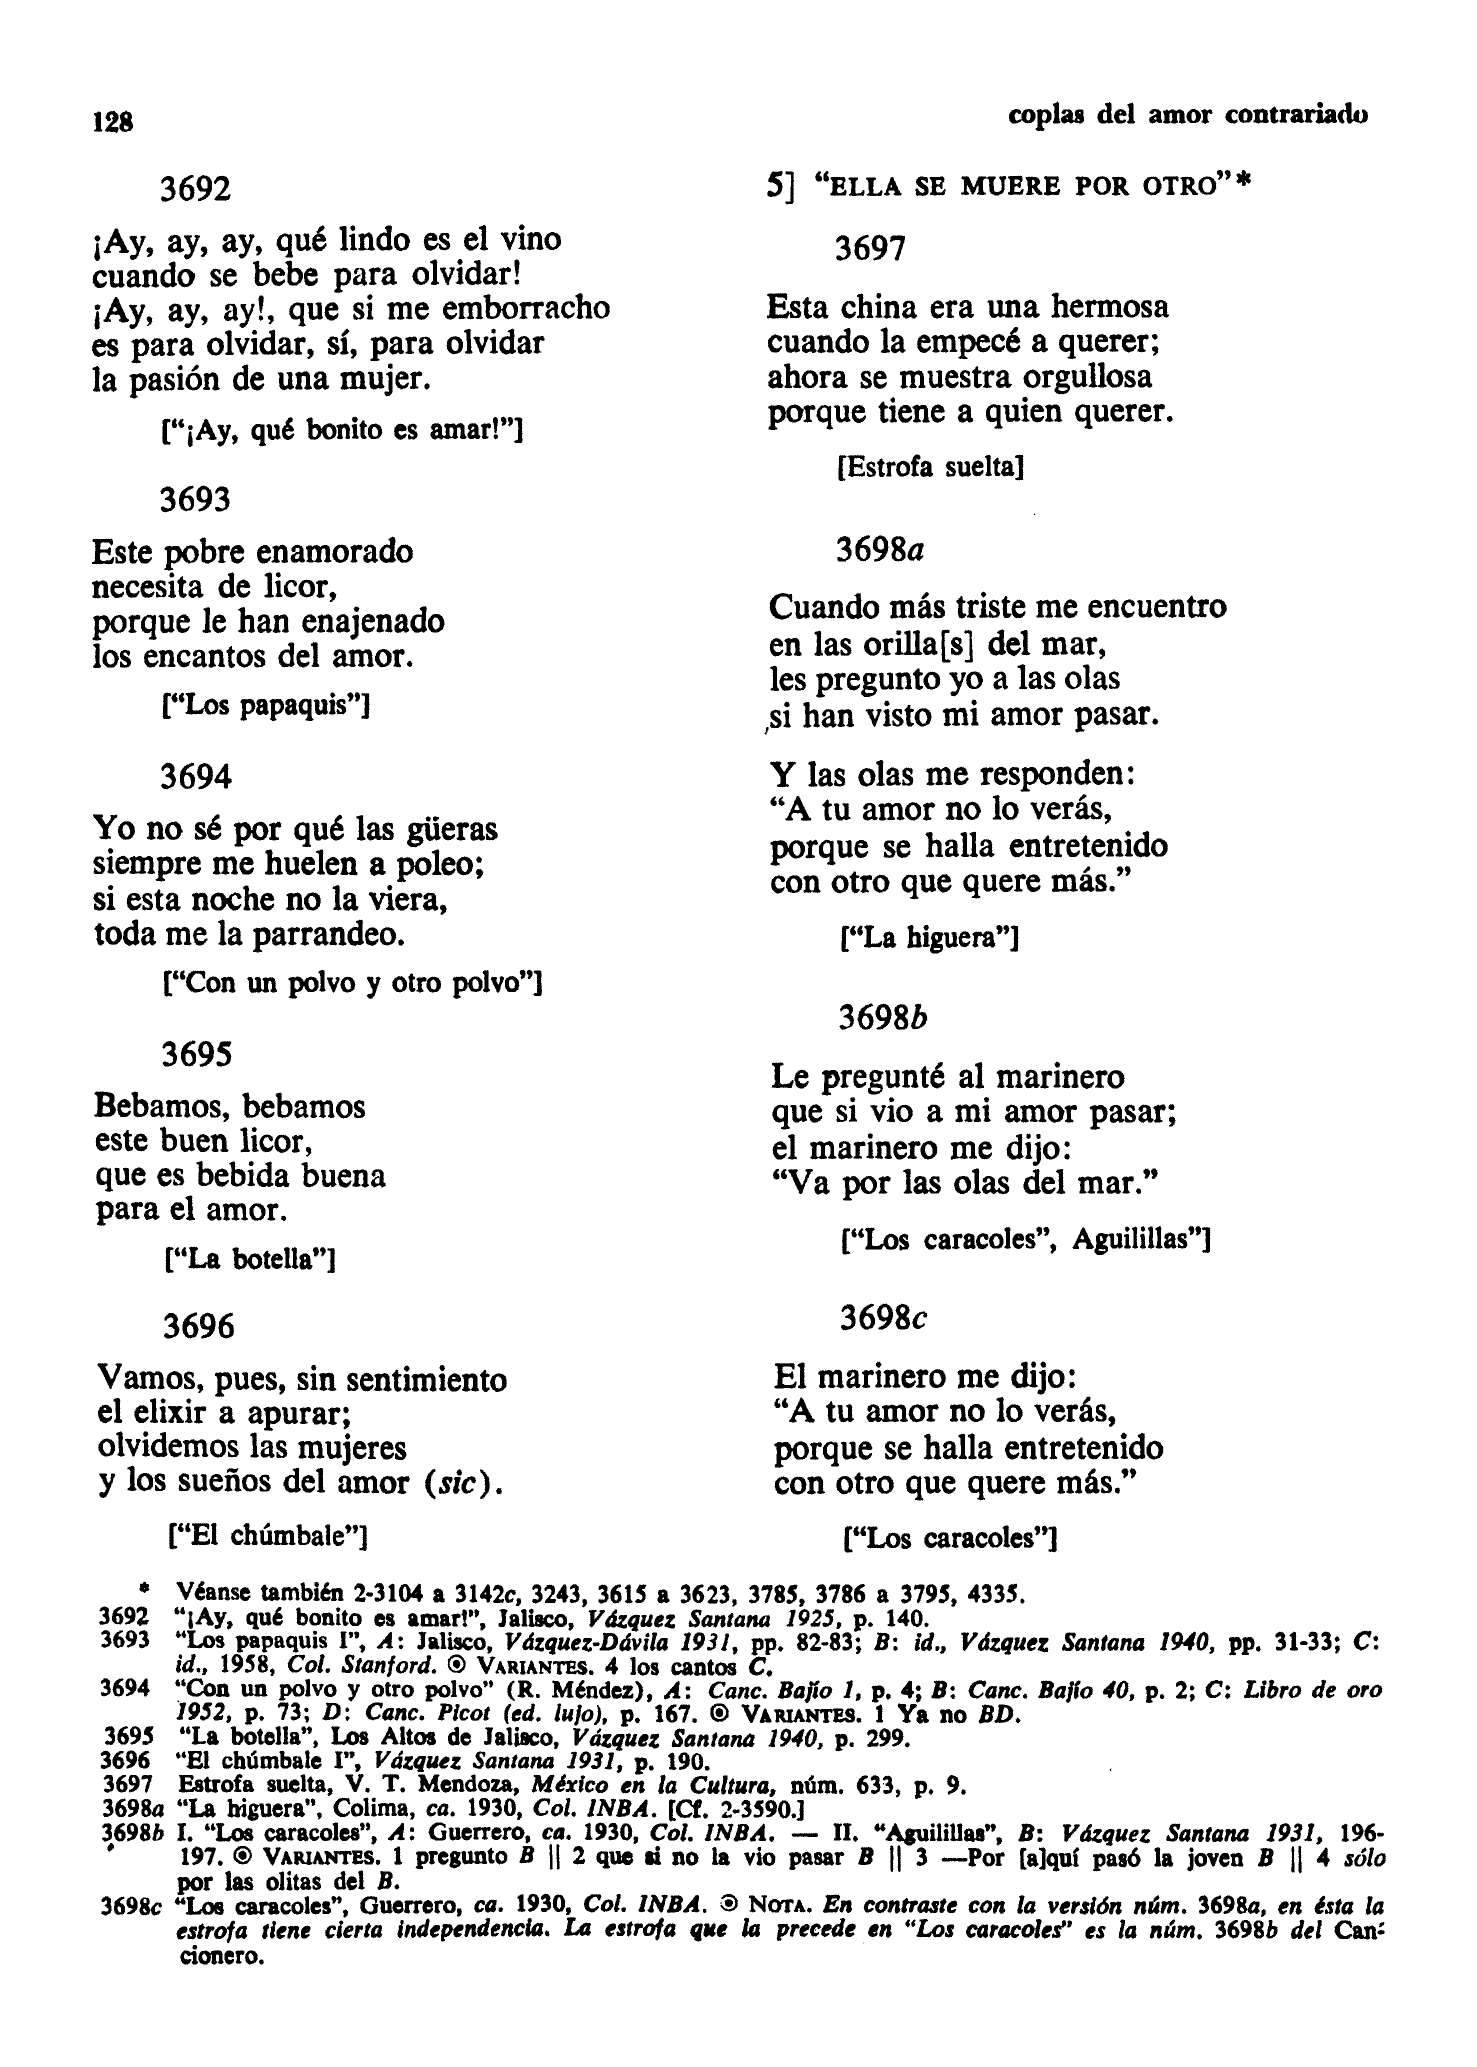 128
coplas del amor contrariado
3692
¡Ay, ay, ay, qué lindo es el vino
cuando se bebe para olvidar!
¡Ay, ay, ay!, que si me emborracho
es para olvidar, sí, para olvidar
la pasión de una mujer.
[“¡Ay, qué bonito es amar!”]
3693
Este pobre enamorado
necesita de licor,
porque le han enajenado
los encantos del amor.
[“Los papaquis”]
3694
Yo no sé por qué las güeras
siempre me huelen a poleo;
si esta noche no la viera,
toda me la parrandeo.
[“Con un polvo y otro polvo”]
3695
Bebamos, bebamos
este buen licor,
que es bebida buena
para el amor.
[“La botella”]
3696
Vamos, pues, sin sentimiento
el elixir a apurar;
olvidemos las mujeres
y los sueños del amor (sic).
[“El chúmbale”]
5] “ELLA SE MUERE POR OTRO”*
3697
Esta china era una hermosa
cuando la empecé a querer;
ahora se muestra orgullosa
porque tiene a quien querer.
[Estrofa suelta]
3698a
Cuando más triste me encuentro
en las orilla[s] del mar,
les pregunto yo a las olas
si han visto mi amor pasar.
Y las olas me responden:
“A tu amor no lo verás,
porque se halla entretenido
con otro que quere más.”
[“La higuera”]
3698b
Le pregunté al marinero
que si vio a mi amor pasar;
el marinero me dijo:
“Va por las olas del mar.”
[“Los caracoles”, Aguilillas”]
3698c
El marinero me dijo:
“A tu amor no lo verás,
porque se halla entretenido
con otro que quere más.”
[“Los caracoles”]
* Véanse también 2-3104 a 3142c, 3243, 3615 a 3623, 3785, 3786 a 3795, 4335.
3692 “¡Ay, qué bonito es amar!”, Jalisco, Vázquez Santana 1925, p. 140.
3693 “Los papaquis I”, A: Jalisco, Vázquez-Dávila 1931, pp. 82-83; B: id., Vázquez Santana 1940, pp. 31-33; C:
id., 1958, Col. Stanford. ⊙ VARIANTES. 4 los cantos C.
3694 “Con un polvo y otro polvo” (R. Méndez), A: Canc. Bajío 1, p. 4; B: Canc. Bajío 40, p. 2; C: Libro de oro
1952, p. 73; D: Canc. Picot (ed. lujo), p. 167. ⊙ VARIANTES. 1 Ya no BD.
3695 “La botella”, Los Altos de Jalisco, Vázquez Santana 1940, p. 299.
3696 “El chúmbale I”, Vázquez Santana 1931, p. 190.
3697 Estrofa suelta, V. T. Mendoza, México en la Cultura, núm. 633, p. 9.
3698a “La higuera”, Colima, ca. 1930, Col. INBA. [Cf. 2-3590.]
3698b I. “Los caracoles”, A: Guerrero, ca. 1930, Col. INBA. — II. “Aguilillas”, B: Vázquez Santana 1931, 196-
197. ⊙ VARIANTES. 1 pregunto B || 2 que si no la vio pasar B || 3 —Por [a]quí pasó la joven B || 4 sólo
por las olitas del B.
3698c “Los caracoles”, Guerrero, ca. 1930, Col. INBA. ⊙ NOTA. En contraste con la versión núm. 3698a, en ésta la
estrofa tiene cierta independencia. La estrofa que la precede en “Los caracoles” es la núm. 3698b del Can-
cionero.